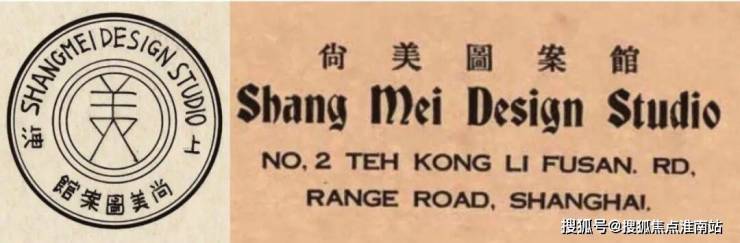 SHANGMEI DESIGN STUDIO
上
美
尚美圖案館
尙美圖案館
Shang Mei Design Studio
NO. 2 TEH KONG LI FUSAN. RD,
RANGE ROAD, SHANGHAI.
搜狐号@搜狐焦点淮南站